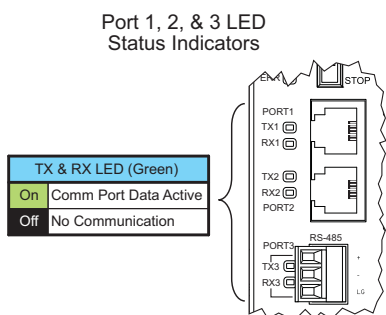 Port 1, 2, & 3 LED
Status Indicators
STOP
PORT1
TX1
RX1
TX & RX LED (Green)
On Comm Port Data Active
Off No Communication
TX2
RX2
PORT2
RS-485
PORT3
TX3
RX3
+
-
LG